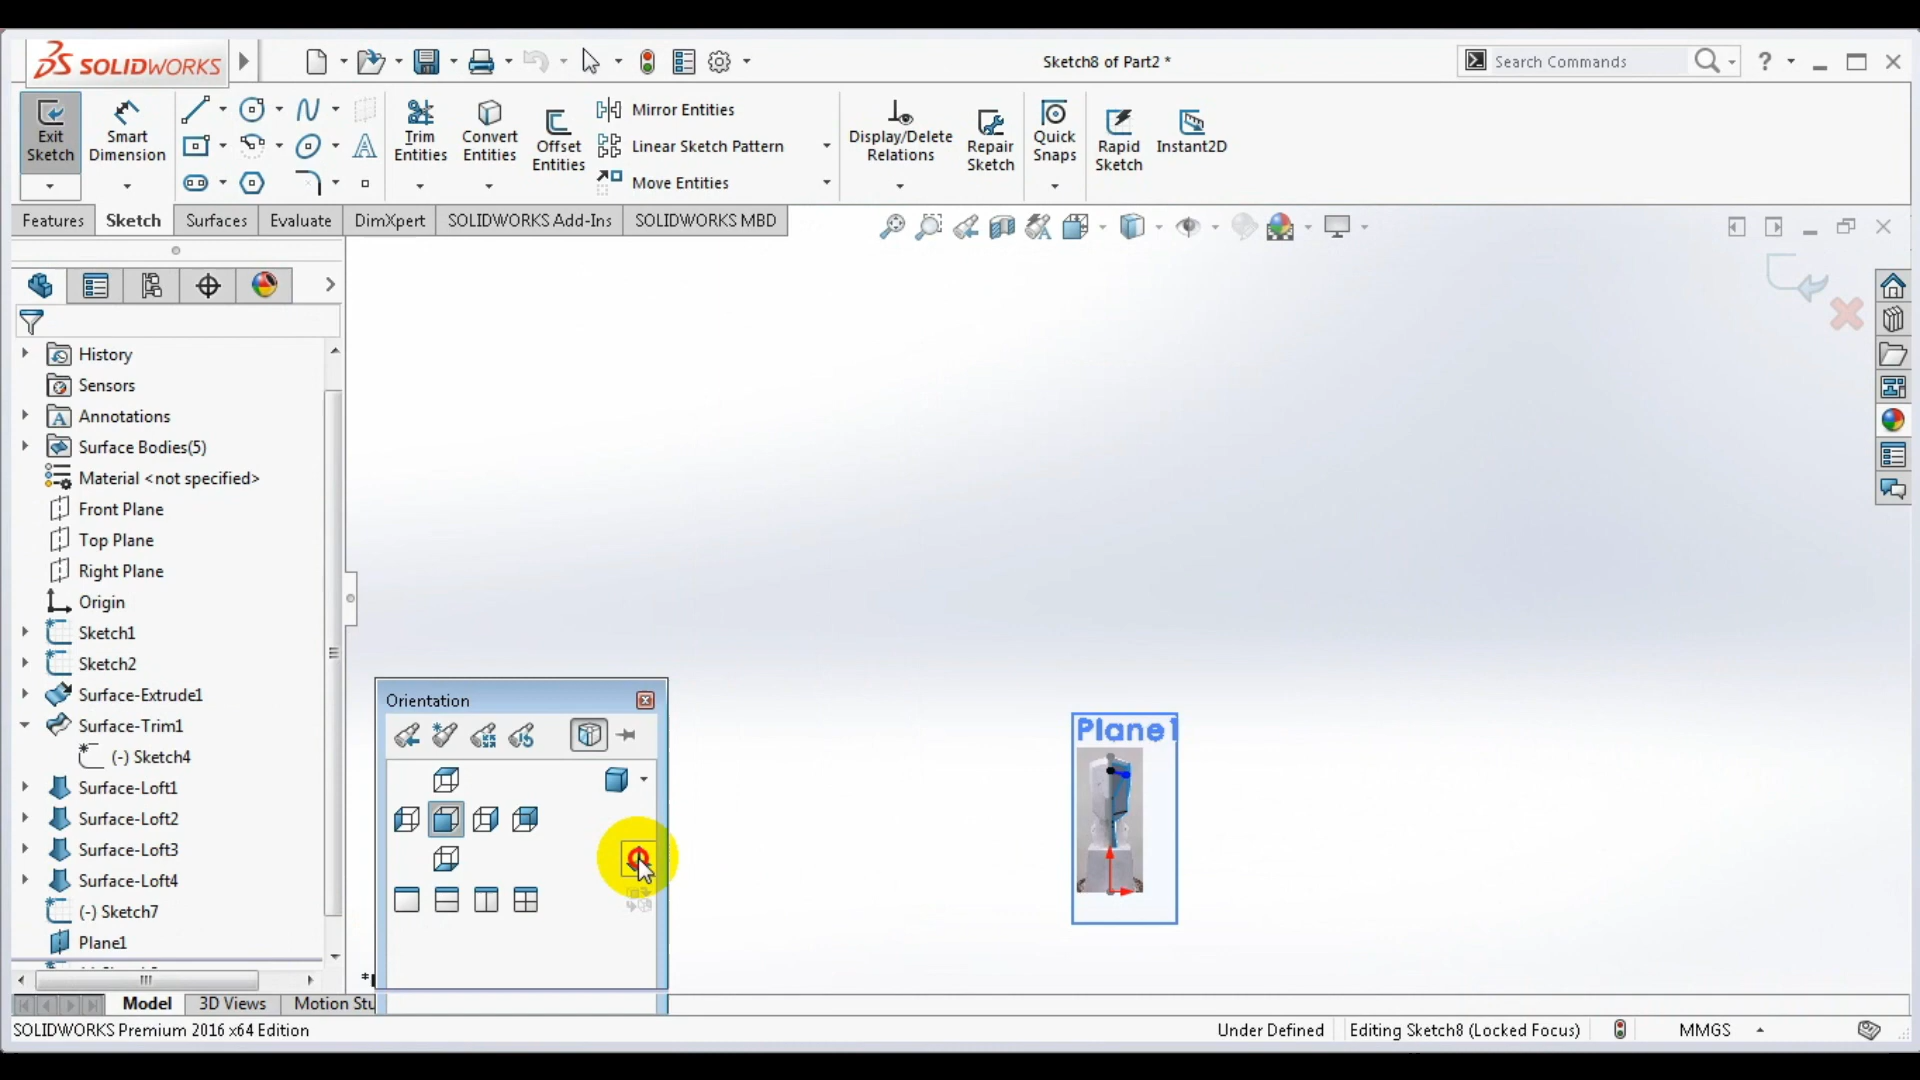 SOLIDWORKS
Sketch8 of Part2 *
Search Commands
Exit Sketch
Smart Dimension
Trim Entities
Convert Entities
Offset Entities
Mirror Entities
Linear Sketch Pattern
Move Entities
Display/Delete Relations
Repair Sketch
Quick Snaps
Rapid Sketch
Instant2D
Features
Sketch
Surfaces
Evaluate
DimXpert
SOLIDWORKS Add-Ins
SOLIDWORKS MBD
History
Sensors
Annotations
Surface Bodies(5)
Material <not specified>
Front Plane
Top Plane
Right Plane
Origin
Sketch1
Sketch2
Surface-Extrude1
Surface-Trim1
(-) Sketch4
Surface-Loft1
Surface-Loft2
Surface-Loft3
Surface-Loft4
(-) Sketch7
Plane1
Orientation
Plane1
Model
3D Views
Motion Stu
SOLIDWORKS Premium 2016 x64 Edition
Under Defined
Editing Sketch8 (Locked Focus)
MMGS